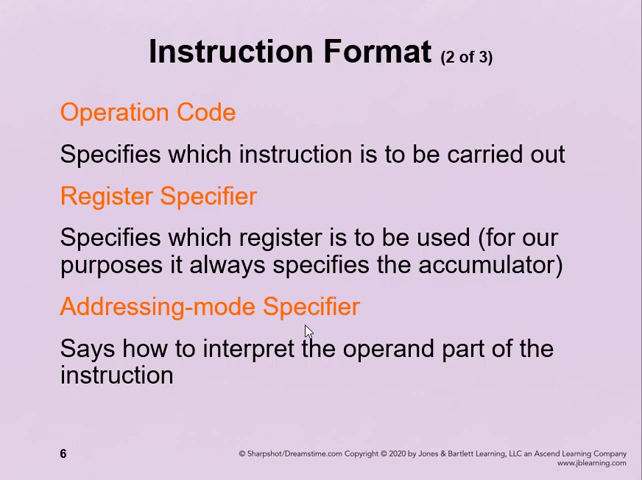 Instruction Format (2 of 3)
Operation Code
Specifies which instruction is to be carried out
Register Specifier
Specifies which register is to be used (for our
purposes it always specifies the accumulator)
Addressing-mode Specifier
Says how to interpret the operand part of the
instruction
6
© Sharpshot/Dreamstime.com Copyright © 2020 by Jones & Bartlett Learning, LLC an Ascend Learning Company
www.jblearning.com